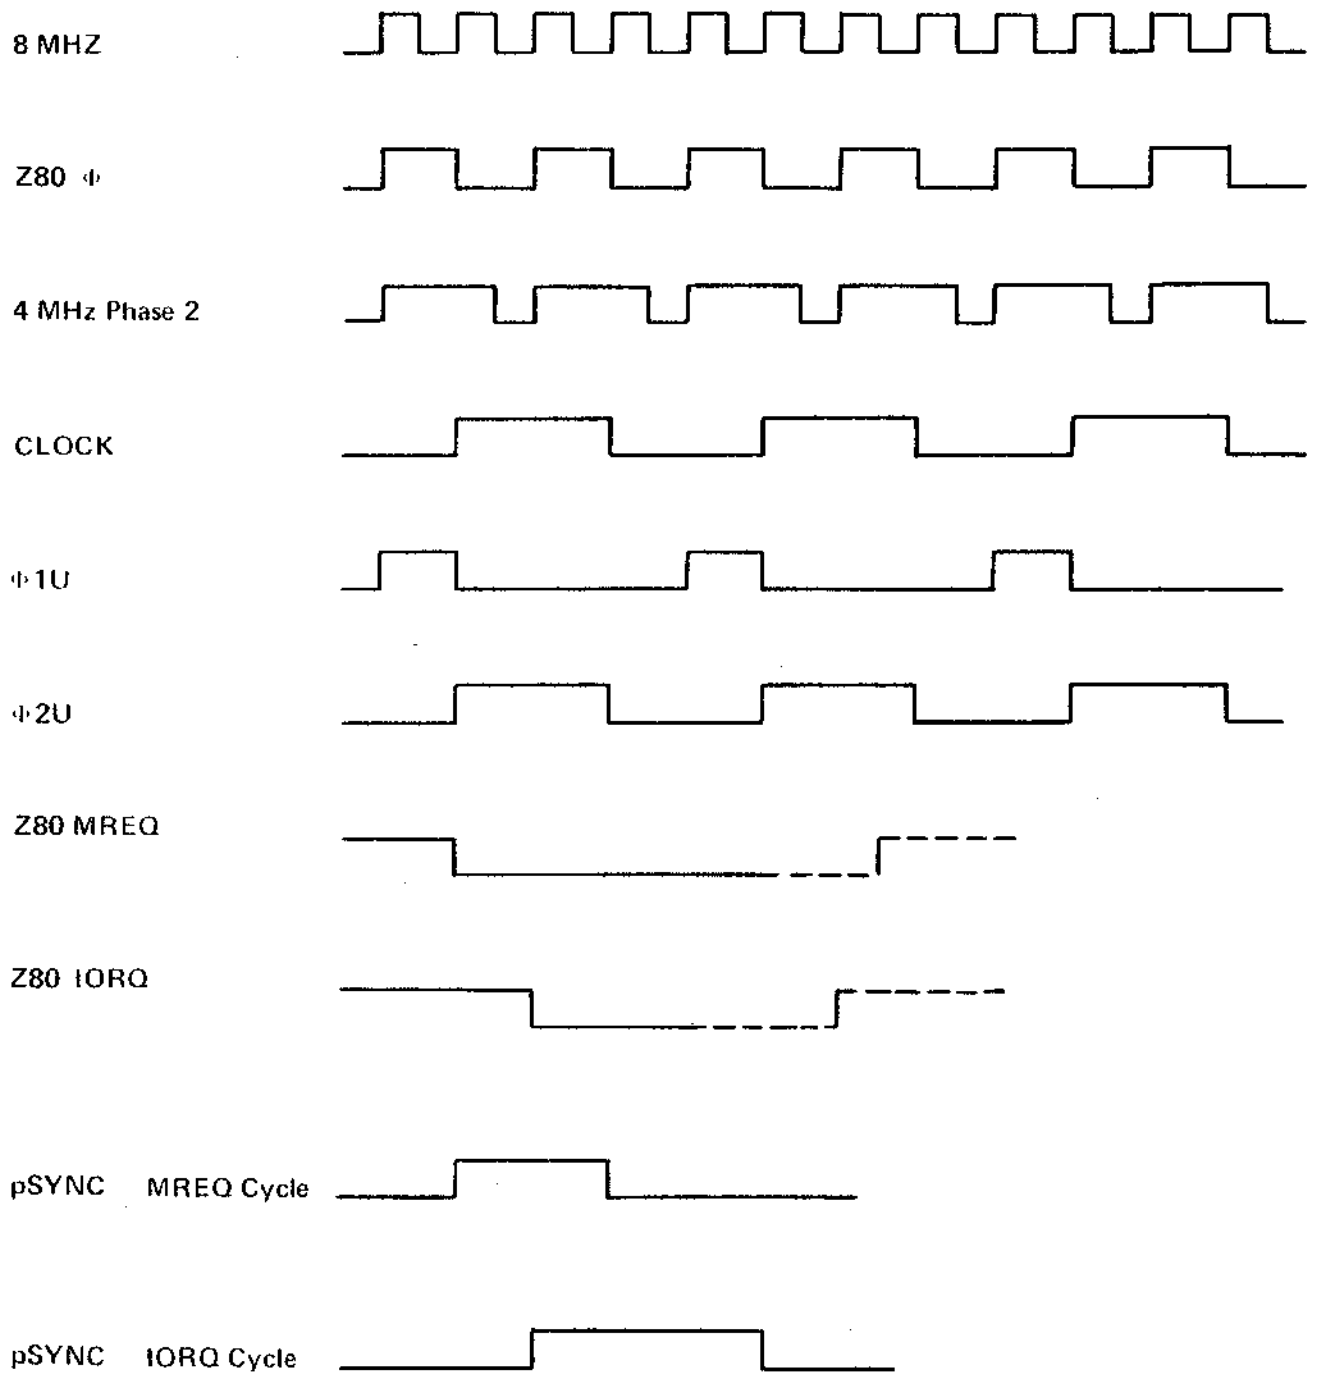 8 MHZ
Z80 Φ
4 MHz Phase 2
CLOCK
Φ1U
Φ2U
Z80 MREQ
Z80 IORQ
pSYNC MREQ Cycle
pSYNC IORQ Cycle